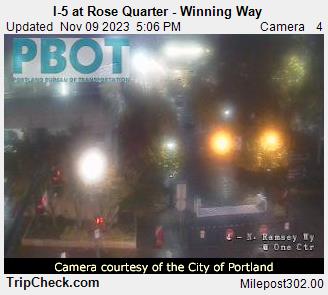 I-5 at Rose Quarter - Winning Way
Updated Nov 09 2023 5:06 PM Camera 4
PBOT
PORTLAND BUREAU OF TRANSPORTATION
4 - N. Ramsey Wy
@ One Ctr
Camera courtesy of the City of Portland
TripCheck.com Milepost302.00